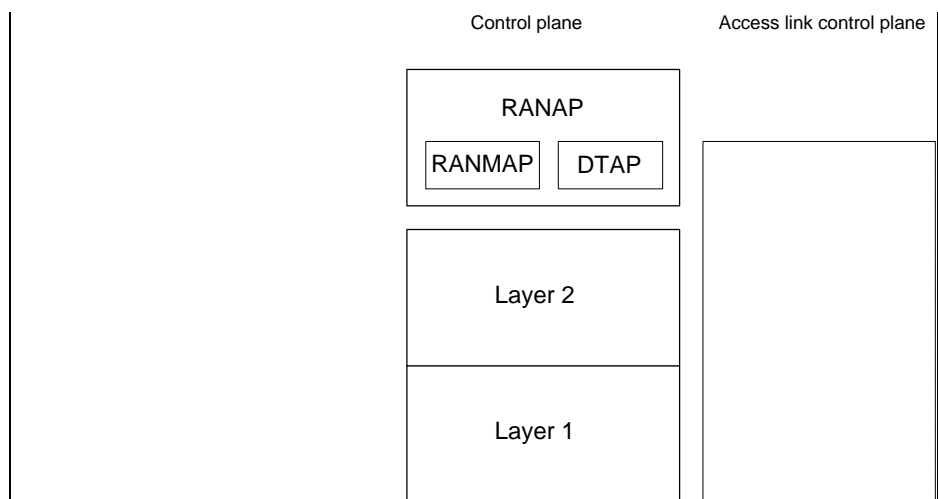 Control plane
Access link control plane
RANAP
RANMAP
DTAP
Layer 2
Layer 1